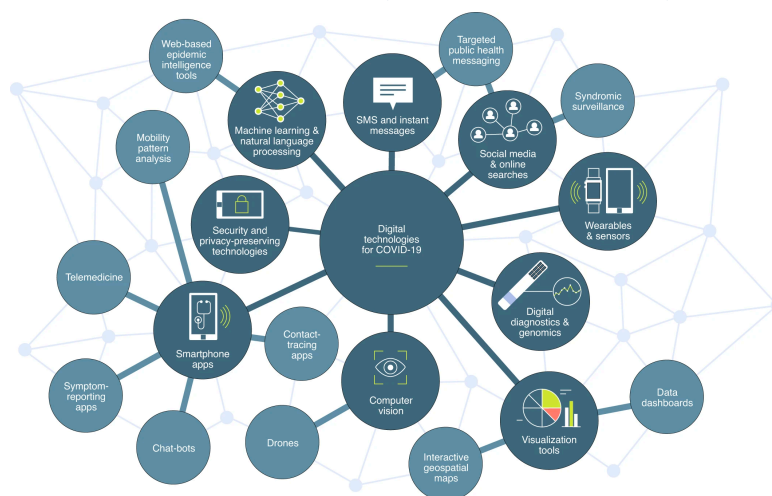 Web-based
epidemic
intelligence
tools
Targeted
public health
messaging
Syndromic
surveillance
Mobility
pattern
analysis
Machine learning &
natural language
processing
SMS and instant
messages
Social media
& online
searches
Wearables
& sensors
Security and
privacy-preserving
technologies
Digital
technologies
for COVID-19
Telemedicine
Digital
diagnostics &
genomics
Smartphone
apps
Contact-
tracing
apps
Symptom-
reporting
apps
Computer
vision
Data
dashboards
Chat-bots
Drones
Interactive
geospatial
maps
Visualization
tools